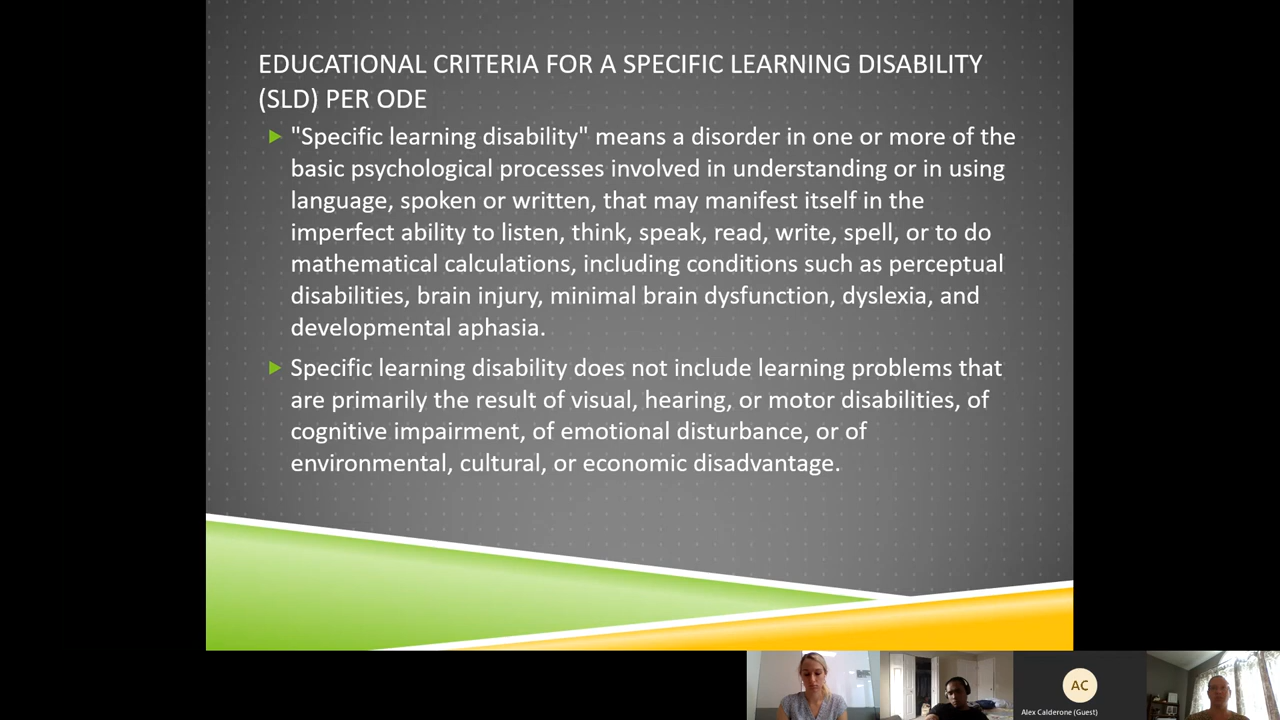 EDUCATIONAL CRITERIA FOR A SPECIFIC LEARNING DISABILITY
(SLD) PER ODE
"Specific learning disability" means a disorder in one or more of the
basic psychological processes involved in understanding or in using
language, spoken or written, that may manifest itself in the
imperfect ability to listen, think, speak, read, write, spell, or to do
mathematical calculations, including conditions such as perceptual
disabilities, brain injury, minimal brain dysfunction, dyslexia, and
developmental aphasia.
Specific learning disability does not include learning problems that
are primarily the result of visual, hearing, or motor disabilities, of
cognitive impairment, of emotional disturbance, or of
environmental, cultural, or economic disadvantage.
AC
Alex Calderone (Guest)